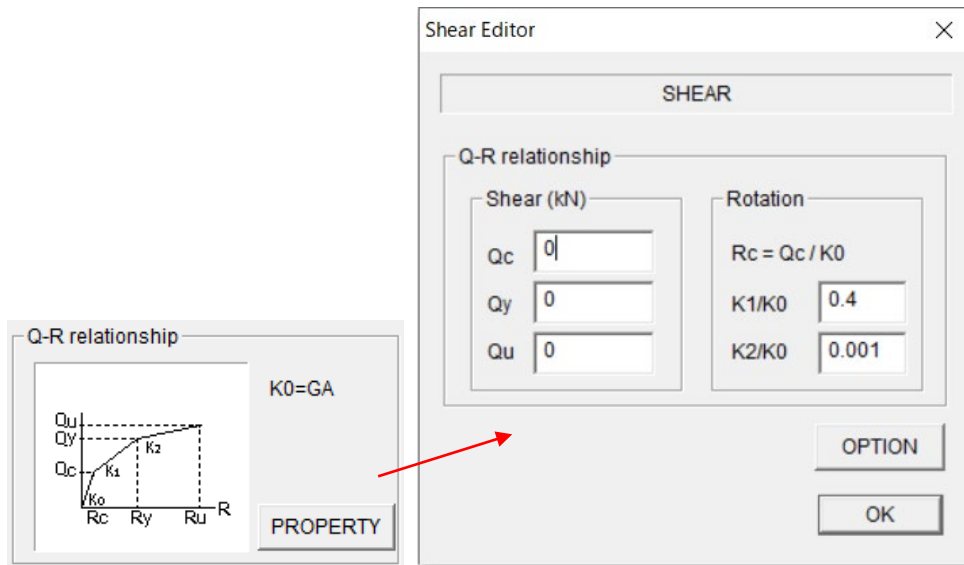 Shear Editor
SHEAR
Q-R relationship
Shear (kN)
Qc 0
Qy 0
Qu 0
Rotation
Rc = Qc / K0
K1/K0 0.4
K2/K0 0.001
OPTION
OK
Q-R relationship
K0=GA
Qu
Qy
Qc
K2
K1
Ko
R
Rc Ry Ru
PROPERTY